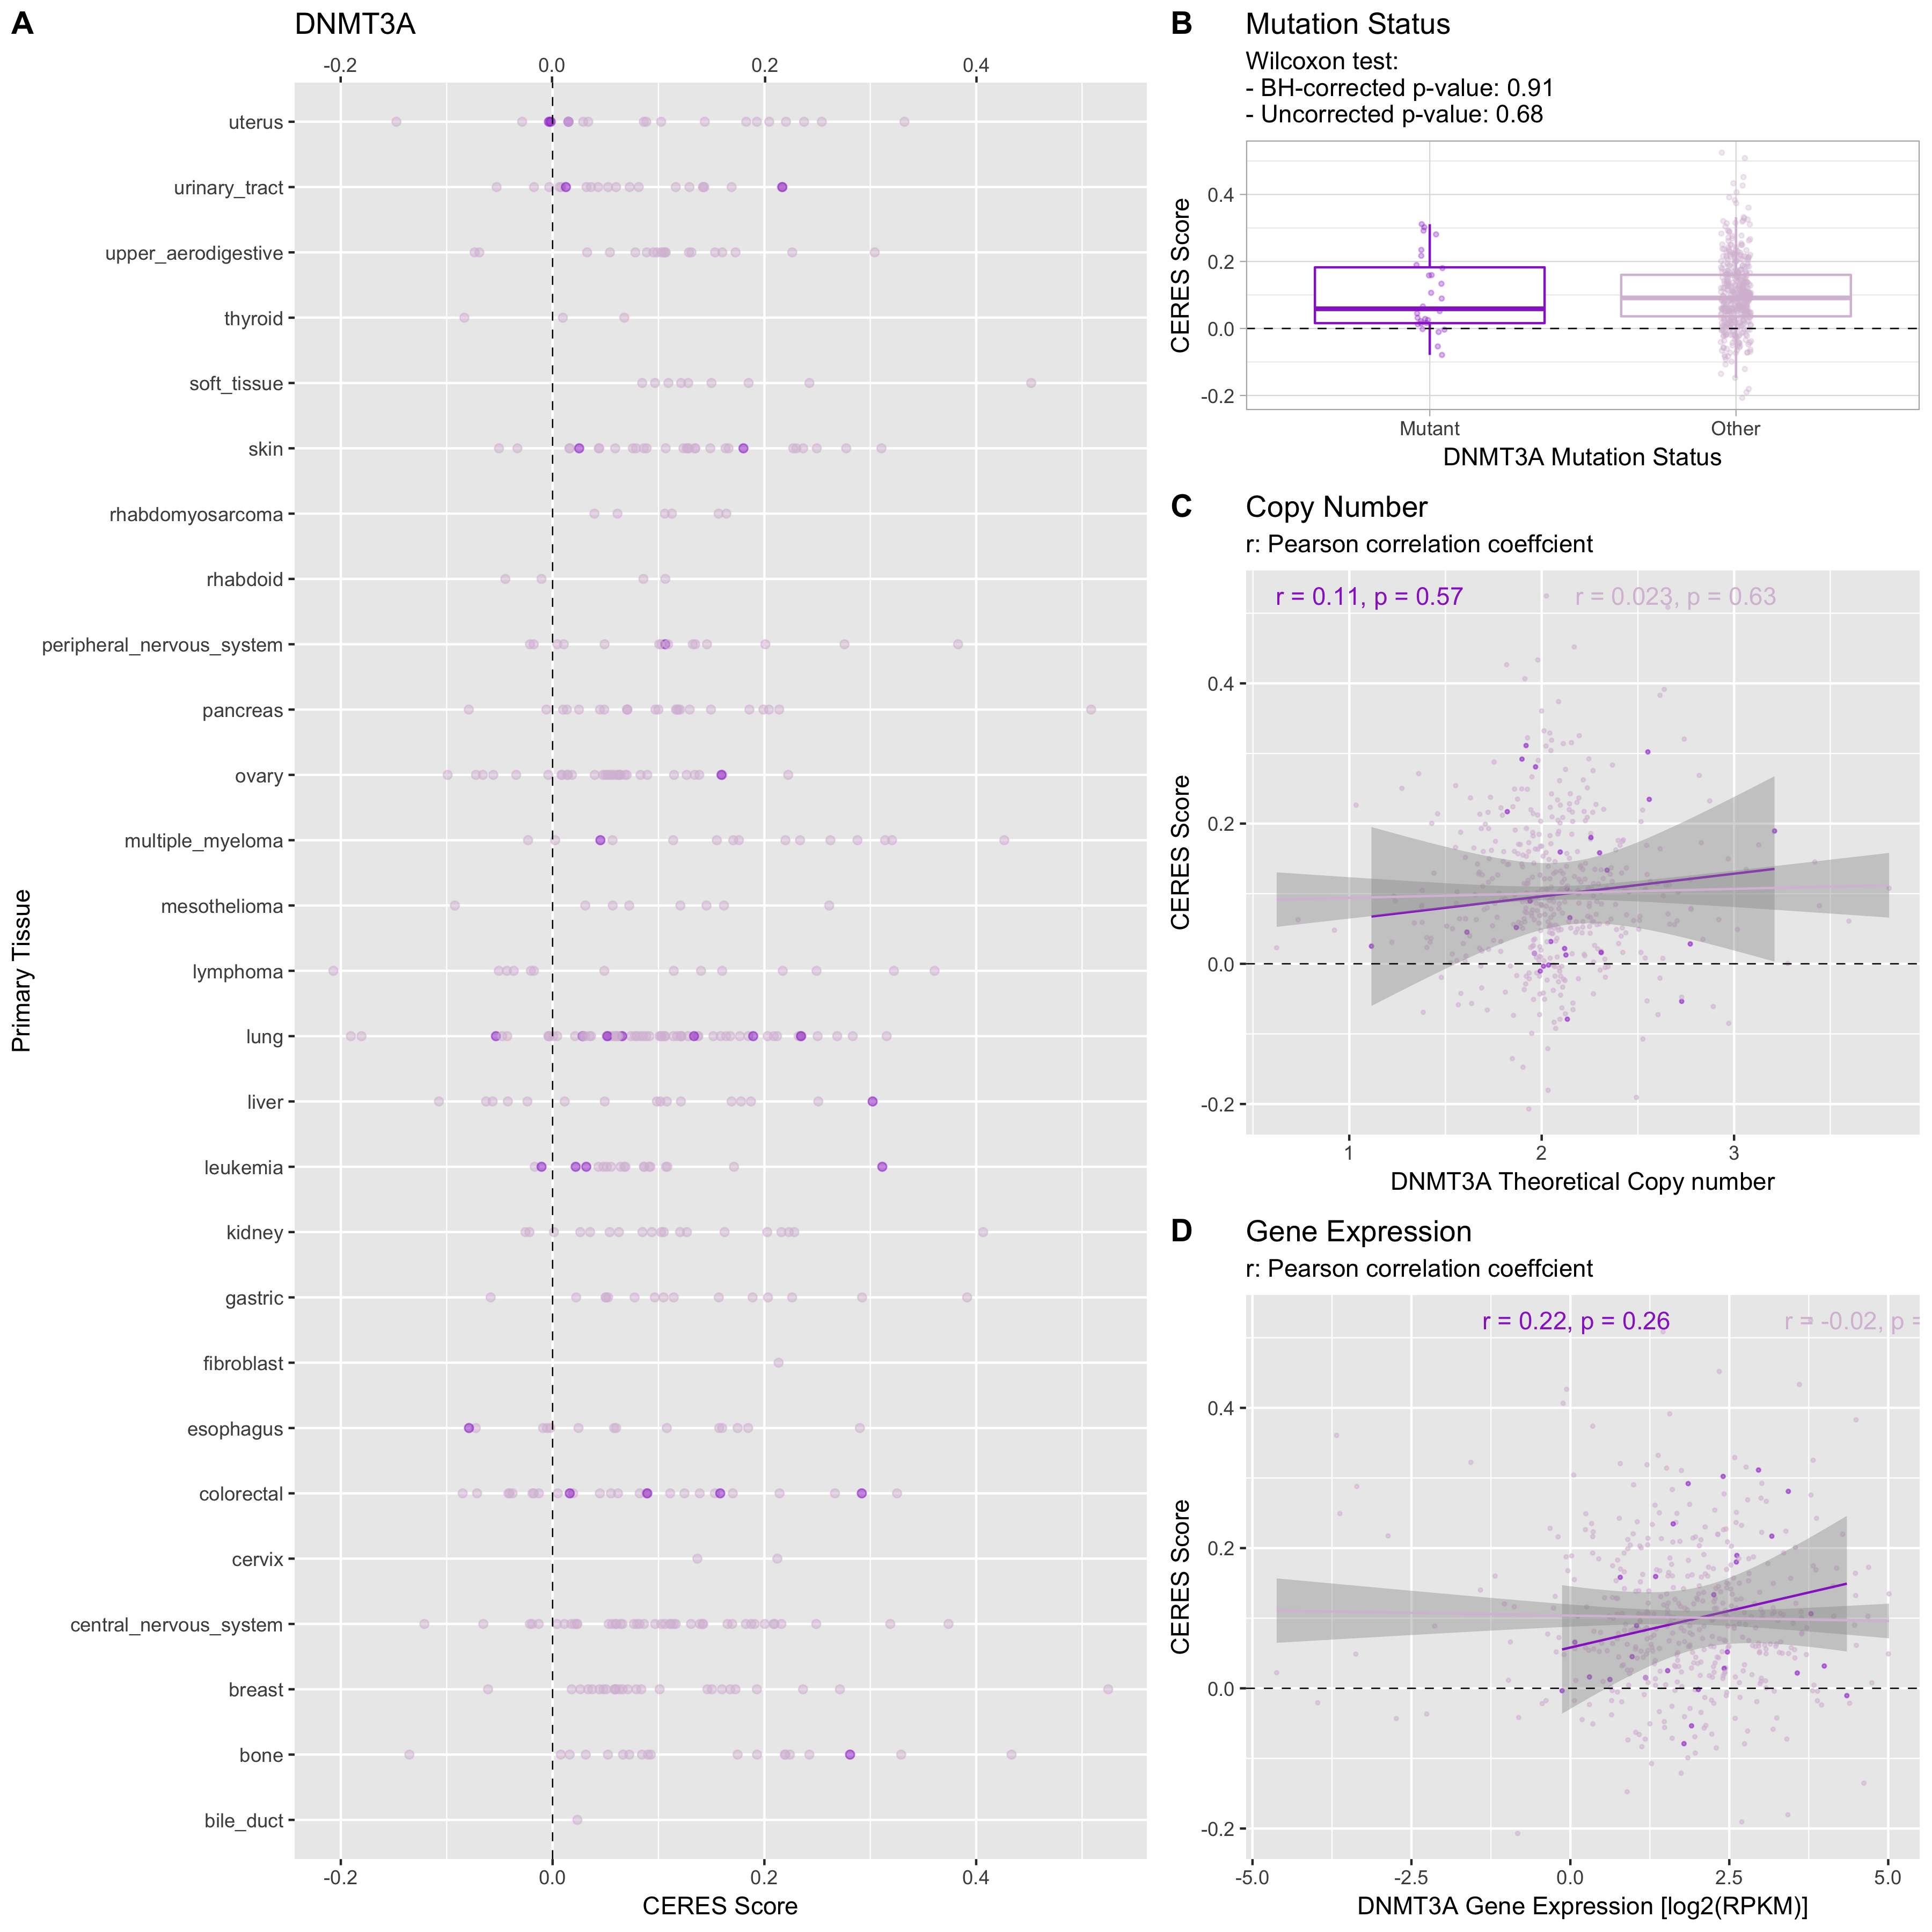 A
DNMT3A
-0.2 0.0 0.2 0.4
uterus
urinary_tract
upper_aerodigestive
thyroid
soft_tissue
skin
rhabdomyosarcoma
rhabdoid
peripheral_nervous_system
pancreas
ovary
multiple_myeloma
mesothelioma
lymphoma
lung
liver
leukemia
kidney
gastric
fibroblast
esophagus
colorectal
cervix
central_nervous_system
breast
bone
bile_duct
Primary Tissue
-0.2 0.0 0.2 0.4
CERES Score
B
Mutation Status
Wilcoxon test:
- BH-corrected p-value: 0.91
- Uncorrected p-value: 0.68
CERES Score
0.4
0.2
0.0
-0.2
Mutant Other
DNMT3A Mutation Status
C
Copy Number
r: Pearson correlation coeffcient
r = 0.11, p = 0.57 r = 0.023, p = 0.63
CERES Score
0.4
0.2
0.0
-0.2
1 2 3
DNMT3A Theoretical Copy number
D
Gene Expression
r: Pearson correlation coeffcient
r = 0.22, p = 0.26 r = -0.02, p =
CERES Score
0.4
0.2
0.0
-0.2
-5.0 -2.5 0.0 2.5 5.0
DNMT3A Gene Expression [log2(RPKM)]